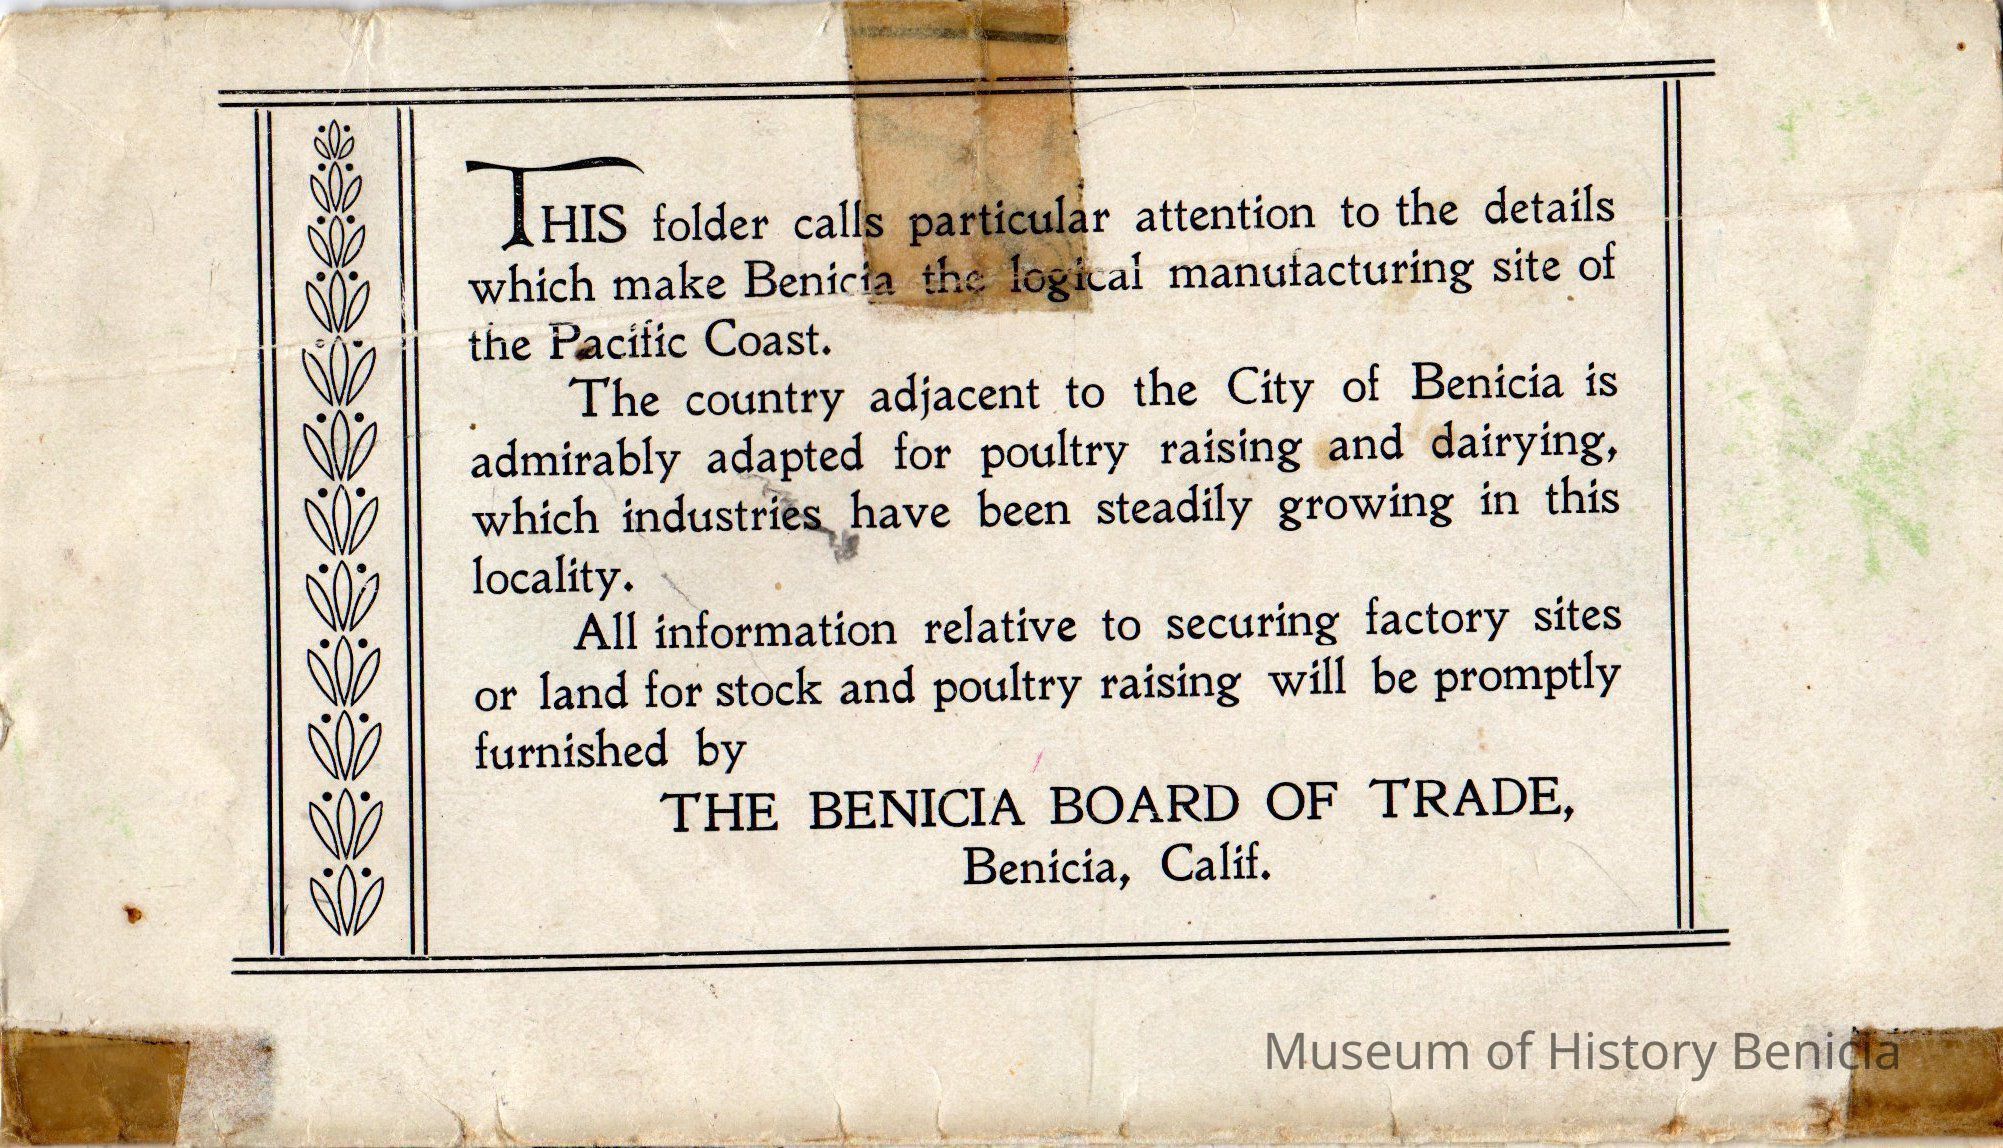 THIS folder calls particular attention to the details
which make Benicia the logical manufacturing site of
the Pacific Coast.
The country adjacent to the City of Benicia is
admirably adapted for poultry raising and dairying,
which industries have been steadily growing in this
locality.
All information relative to securing factory sites
or land for stock and poultry raising will be promptly
furnished by
THE BENICIA BOARD OF TRADE,
Benicia, Calif.
Museum of History Benicia